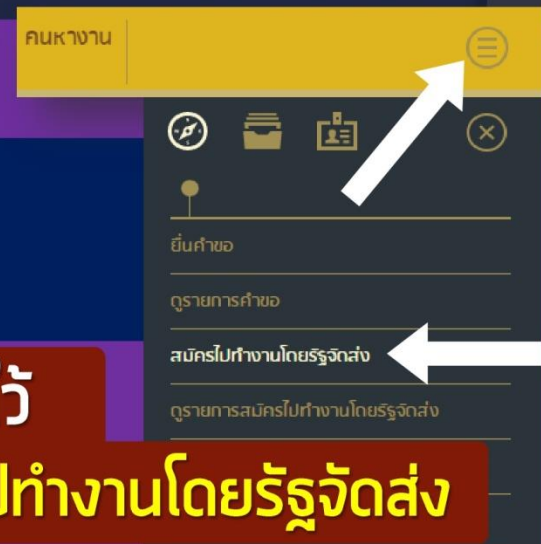 ค้นหางาน
ยื่นคำขอ
ดูรายการคำขอ
สมัครไปทำงานโดยรัฐจัดส่ง
ดูรายการสมัครไปทำงานโดยรัฐจัดส่ง
ว้
ปทำงานโดยรัฐจัดส่ง